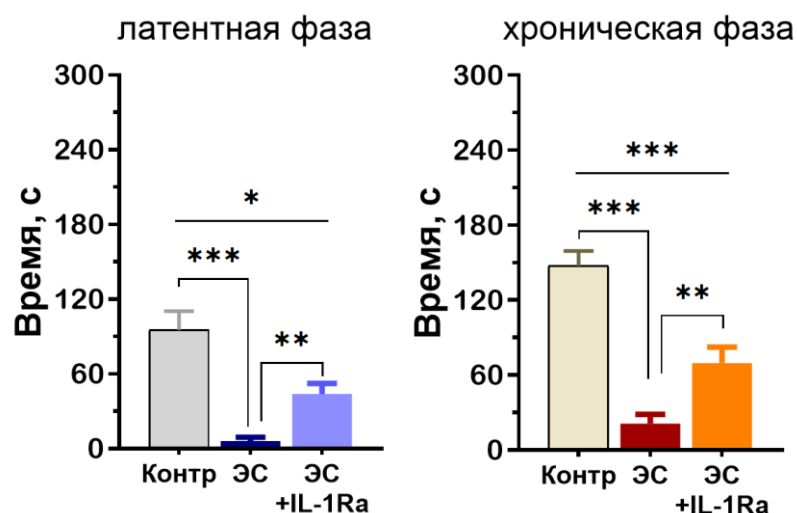 латентная фаза
Время, с
300
240
180
120
60
0
*
***
**
Контр ЭС ЭС
+IL-1Ra
хроническая фаза
Время, с
300
240
180
120
60
0
***
***
**
Контр ЭС ЭС
+IL-1Ra